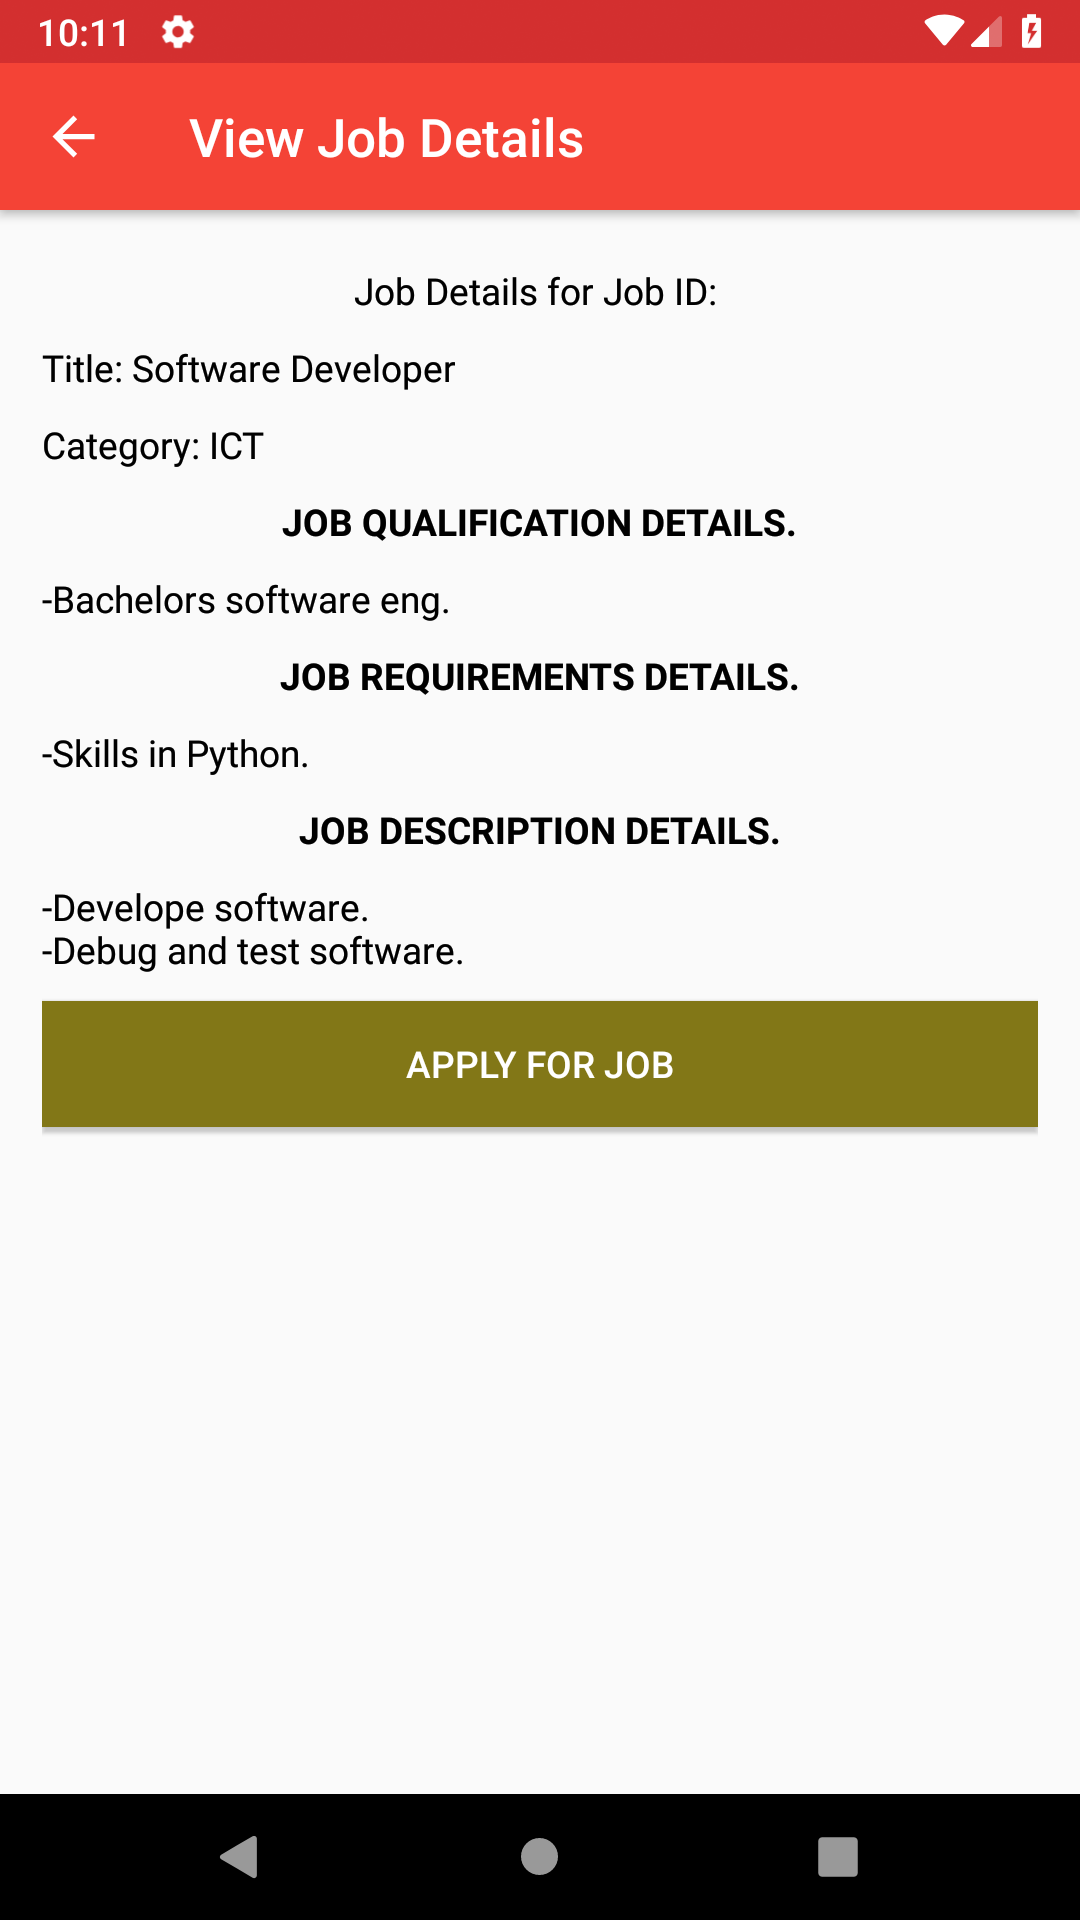 10:11
View Job Details
Job Details for Job ID:
Title: Software Developer
Category: ICT
JOB QUALIFICATION DETAILS.
-Bachelors software eng.
JOB REQUIREMENTS DETAILS.
-Skills in Python.
JOB DESCRIPTION DETAILS.
-Develope software.
-Debug and test software.
APPLY FOR JOB